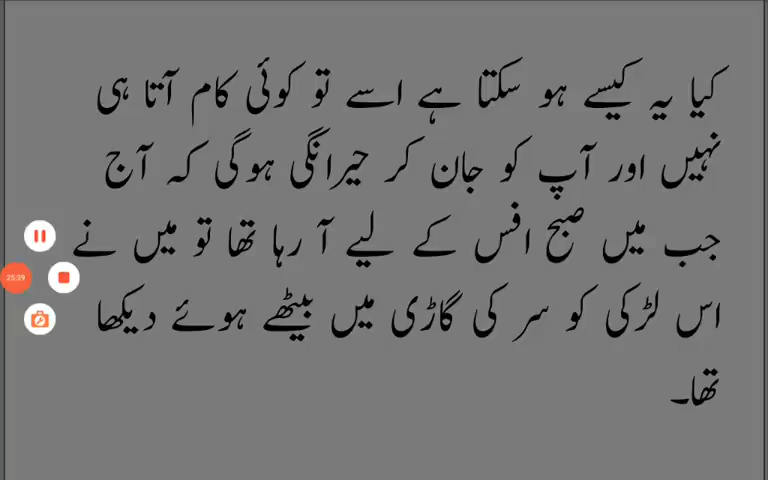 کیا یہ کیسے ہو سکتا ہے اسے تو کوئی کام آتا ہی
نہیں اور آپ کو جان کر حیرانگی ہوگی کہ آج
جب میں صبح افس کے لیے آ رہا تھا تو میں نے
25:29
اس لڑکی کو سر کی گاڑی میں بیٹھے ہوئے دیکھا
تھا۔